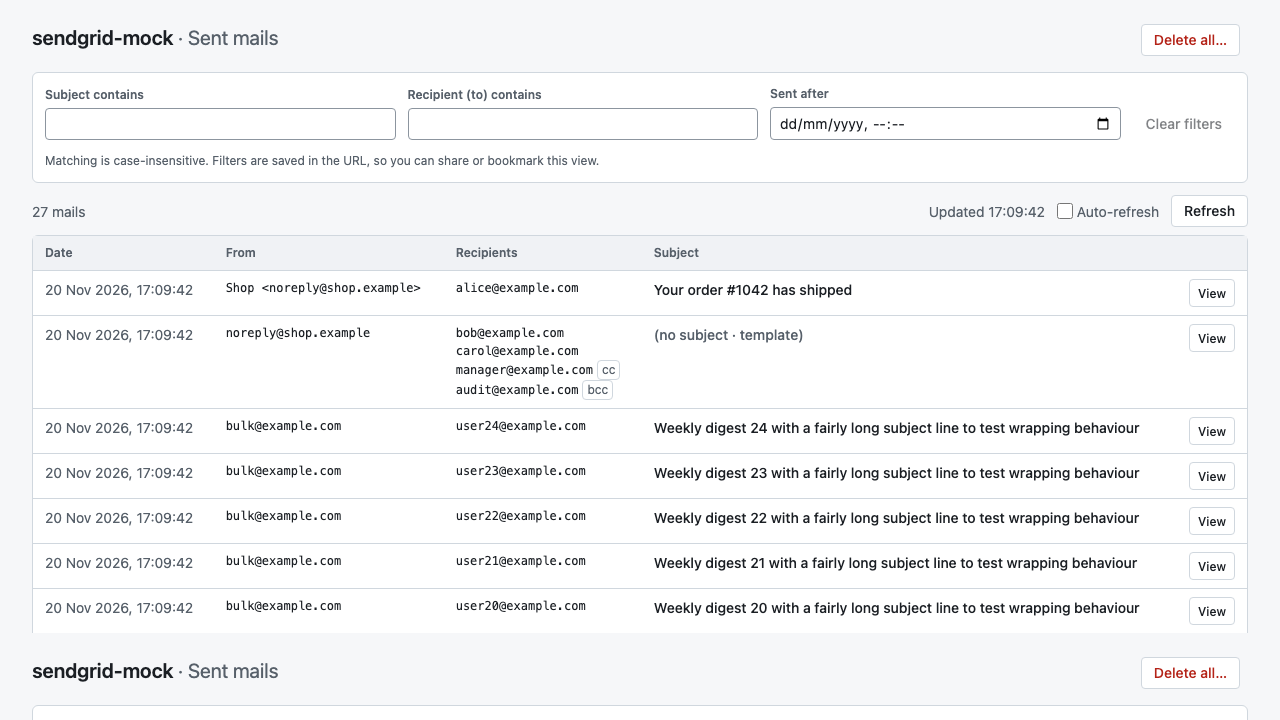 sendgrid-mock · Sent mails
Delete all...
Subject contains
Recipient (to) contains
Sent after
dd/mm/yyyy, --:--
Clear filters
Matching is case-insensitive. Filters are saved in the URL, so you can share or bookmark this view.
27 mails
Updated 17:09:42
Auto-refresh
Refresh
Date From Recipients Subject
20 Nov 2026, 17:09:42 Shop <noreply@shop.example> alice@example.com Your order #1042 has shipped View
20 Nov 2026, 17:09:42 noreply@shop.example bob@example.com (no subject · template) View
carol@example.com
manager@example.com cc
audit@example.com bcc
20 Nov 2026, 17:09:42 bulk@example.com user24@example.com Weekly digest 24 with a fairly long subject line to test wrapping behaviour View
20 Nov 2026, 17:09:42 bulk@example.com user23@example.com Weekly digest 23 with a fairly long subject line to test wrapping behaviour View
20 Nov 2026, 17:09:42 bulk@example.com user22@example.com Weekly digest 22 with a fairly long subject line to test wrapping behaviour View
20 Nov 2026, 17:09:42 bulk@example.com user21@example.com Weekly digest 21 with a fairly long subject line to test wrapping behaviour View
20 Nov 2026, 17:09:42 bulk@example.com user20@example.com Weekly digest 20 with a fairly long subject line to test wrapping behaviour View
sendgrid-mock · Sent mails
Delete all...